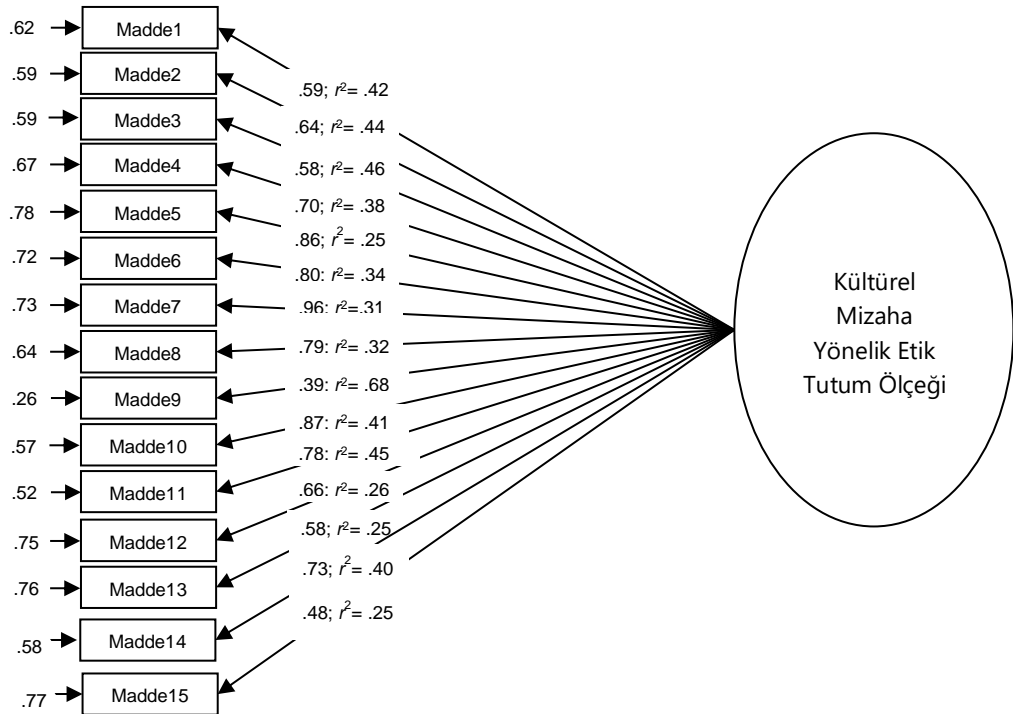 .62 Madde1
.59 Madde2
.59 Madde3
.67 Madde4
.78 Madde5
.72 Madde6
.73 Madde7
.64 Madde8
.26 Madde9
.57 Madde10
.52 Madde11
.75 Madde12
.76 Madde13
.58 Madde14
.77 Madde15
.59; r²= .42
.64; r²= .44
.58; r²= .46
.70; r²= .38
.86; r²= .25
.80: r²= .34
.96: r²=.31
.79: r²= .32
.39: r²= .68
.87: r²= .41
.78: r²= .45
.66: r²= .26
.58; r²= .25
.73; r²= .40
.48; r²= .25
Kültürel
Mizaha
Yönelik Etik
Tutum Ölçeği